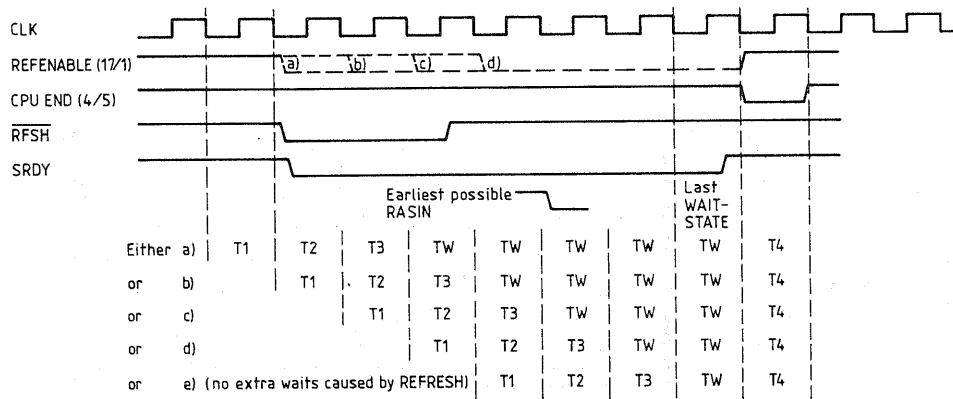 CLK
REFENABLE (17/1)
a) b) c) d)
CPU END (4/5)
RFSH
SRDY
Earliest possible
RASIN
Last
WAIT-
STATE
Either a) T1 T2 T3 TW TW TW TW TW T4
or b) T1 T2 T3 TW TW TW TW T4
or c) T1 T2 T3 TW TW TW T4
or d) T1 T2 T3 TW TW T4
or e) (no extra waits caused by REFRESH) T1 T2 T3 TW T4